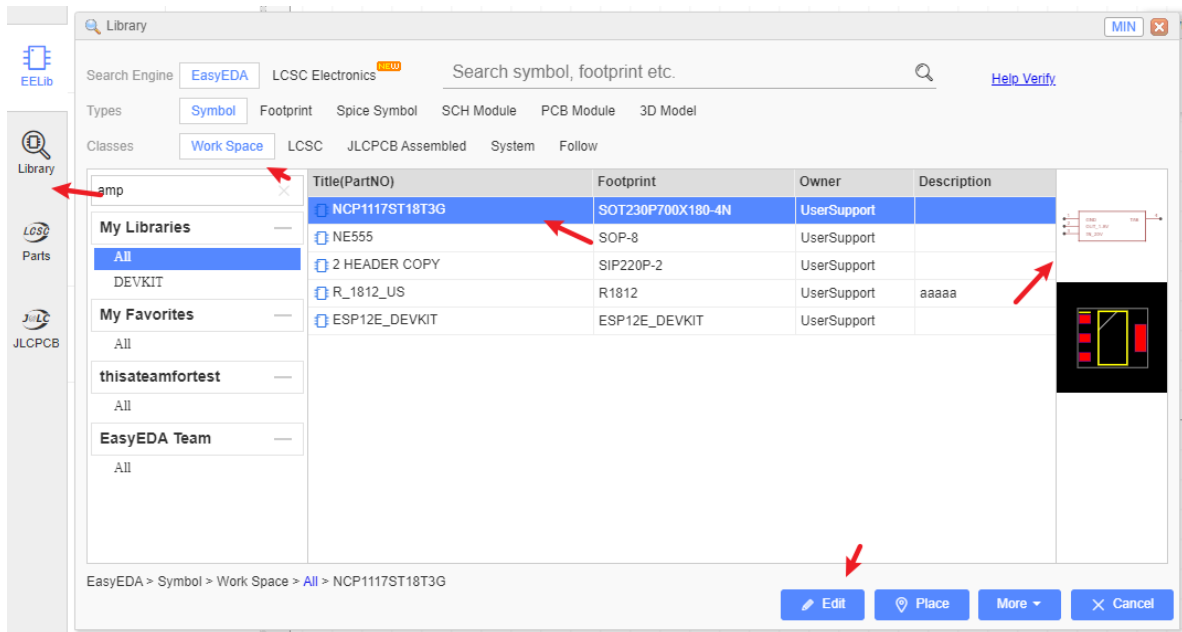 Library
MIN
EELib
Search Engine EasyEDA LCSC Electronics NEW Search symbol, footprint etc. Help Verify
Types Symbol Footprint Spice Symbol SCH Module PCB Module 3D Model
Classes Work Space LCSC JLCPCB Assembled System Follow
Library
LCSC
Parts
JLC
JLCPCB
amp
My Libraries
All
DEVKIT
My Favorites
All
thisateamfortest
All
EasyEDA Team
All
Title(PartNO) Footprint Owner Description
NCP1117ST18T3G SOT230P700X180-4N UserSupport
NE555 SOP-8 UserSupport
2 HEADER COPY SIP220P-2 UserSupport
R_1812_US R1812 UserSupport aaaaa
ESP12E_DEVKIT ESP12E_DEVKIT UserSupport
EasyEDA > Symbol > Work Space > All > NCP1117ST18T3G
Edit Place More Cancel